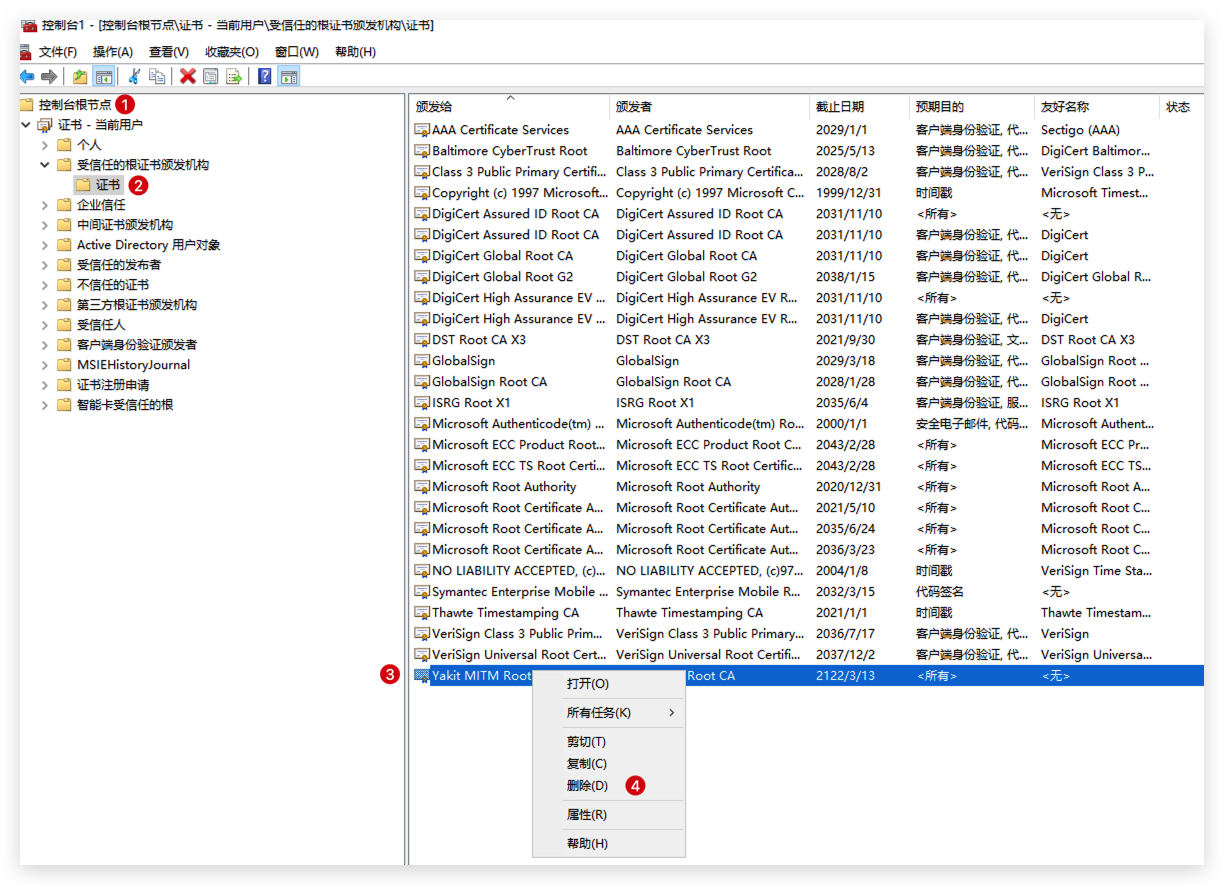 控制台1 - [控制台根节点\证书 - 当前用户\受信任的根证书颁发机构\证书]
文件(F) 操作(A) 查看(V) 收藏夹(O) 窗口(W) 帮助(H)
控制台根节点 1
证书 - 当前用户
个人
受信任的根证书颁发机构
证书 2
企业信任
中间证书颁发机构
Active Directory 用户对象
受信任的发布者
不信任的证书
第三方根证书颁发机构
受信任人
客户端身份验证颁发者
MSIEHistoryJournal
证书注册申请
智能卡受信任的根
颁发给 颁发者 截止日期 预期目的 友好名称 状态
AAA Certificate Services AAA Certificate Services 2029/1/1 客户端身份验证, 代... Sectigo (AAA)
Baltimore CyberTrust Root Baltimore CyberTrust Root 2025/5/13 客户端身份验证, 代... DigiCert Baltimor...
Class 3 Public Primary Certifi... Class 3 Public Primary Certifica... 2028/8/2 客户端身份验证, 代... VeriSign Class 3 P...
Copyright (c) 1997 Microsoft... Copyright (c) 1997 Microsoft C... 1999/12/31 时间戳 Microsoft Timest...
DigiCert Assured ID Root CA DigiCert Assured ID Root CA 2031/11/10 <所有> <无>
DigiCert Assured ID Root CA DigiCert Assured ID Root CA 2031/11/10 客户端身份验证, 代... DigiCert
DigiCert Global Root CA DigiCert Global Root CA 2031/11/10 客户端身份验证, 代... DigiCert
DigiCert Global Root G2 DigiCert Global Root G2 2038/1/15 客户端身份验证, 代... DigiCert Global R...
DigiCert High Assurance EV ... DigiCert High Assurance EV R... 2031/11/10 <所有> <无>
DigiCert High Assurance EV ... DigiCert High Assurance EV R... 2031/11/10 客户端身份验证, 代... DigiCert
DST Root CA X3 DST Root CA X3 2021/9/30 客户端身份验证, 文... DST Root CA X3
GlobalSign GlobalSign 2029/3/18 客户端身份验证, 代... GlobalSign Root ...
GlobalSign Root CA GlobalSign Root CA 2028/1/28 客户端身份验证, 代... GlobalSign Root ...
ISRG Root X1 ISRG Root X1 2035/6/4 客户端身份验证, 服... ISRG Root X1
Microsoft Authenticode(tm) ... Microsoft Authenticode(tm) Ro... 2000/1/1 安全电子邮件, 代码... Microsoft Authent...
Microsoft ECC Product Root... Microsoft ECC Product Root C... 2043/2/28 <所有> Microsoft ECC Pr...
Microsoft ECC TS Root Certi... Microsoft ECC TS Root Certific... 2043/2/28 <所有> Microsoft ECC TS...
Microsoft Root Authority Microsoft Root Authority 2020/12/31 <所有> Microsoft Root A...
Microsoft Root Certificate A... Microsoft Root Certificate Aut... 2021/5/10 <所有> Microsoft Root C...
Microsoft Root Certificate A... Microsoft Root Certificate Aut... 2035/6/24 <所有> Microsoft Root C...
Microsoft Root Certificate A... Microsoft Root Certificate Aut... 2036/3/23 <所有> Microsoft Root C...
NO LIABILITY ACCEPTED, (c)... NO LIABILITY ACCEPTED, (c)97... 2004/1/8 时间戳 VeriSign Time Sta...
Symantec Enterprise Mobile ... Symantec Enterprise Mobile R... 2032/3/15 代码签名 <无>
Thawte Timestamping CA Thawte Timestamping CA 2021/1/1 时间戳 Thawte Timestam...
VeriSign Class 3 Public Prim... VeriSign Class 3 Public Primary... 2036/7/17 客户端身份验证, 代... VeriSign
VeriSign Universal Root Cert... VeriSign Universal Root Certifi... 2037/12/2 客户端身份验证, 代... VeriSign Universa...
3 Yakit MITM Root Root CA 2122/3/13 <所有> <无>
打开(O)
所有任务(K)
剪切(T)
复制(C)
删除(D) 4
属性(R)
帮助(H)